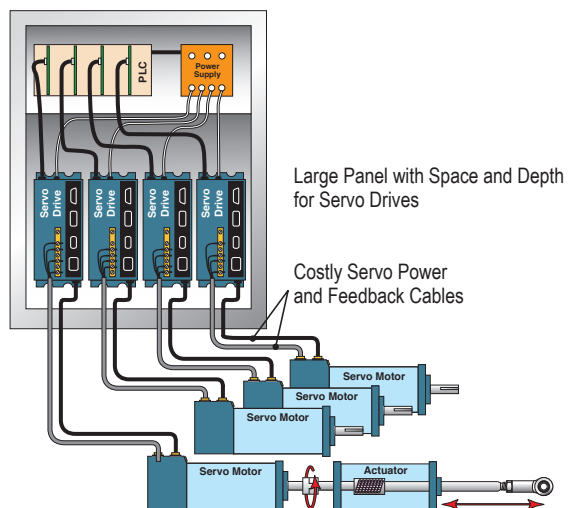 PLC
Power
Supply
Servo
Drive
Servo
Drive
Servo
Drive
Servo
Drive
Large Panel with Space and Depth
for Servo Drives
Costly Servo Power
and Feedback Cables
Servo Motor
Servo Motor
Servo Motor
Servo Motor
Actuator